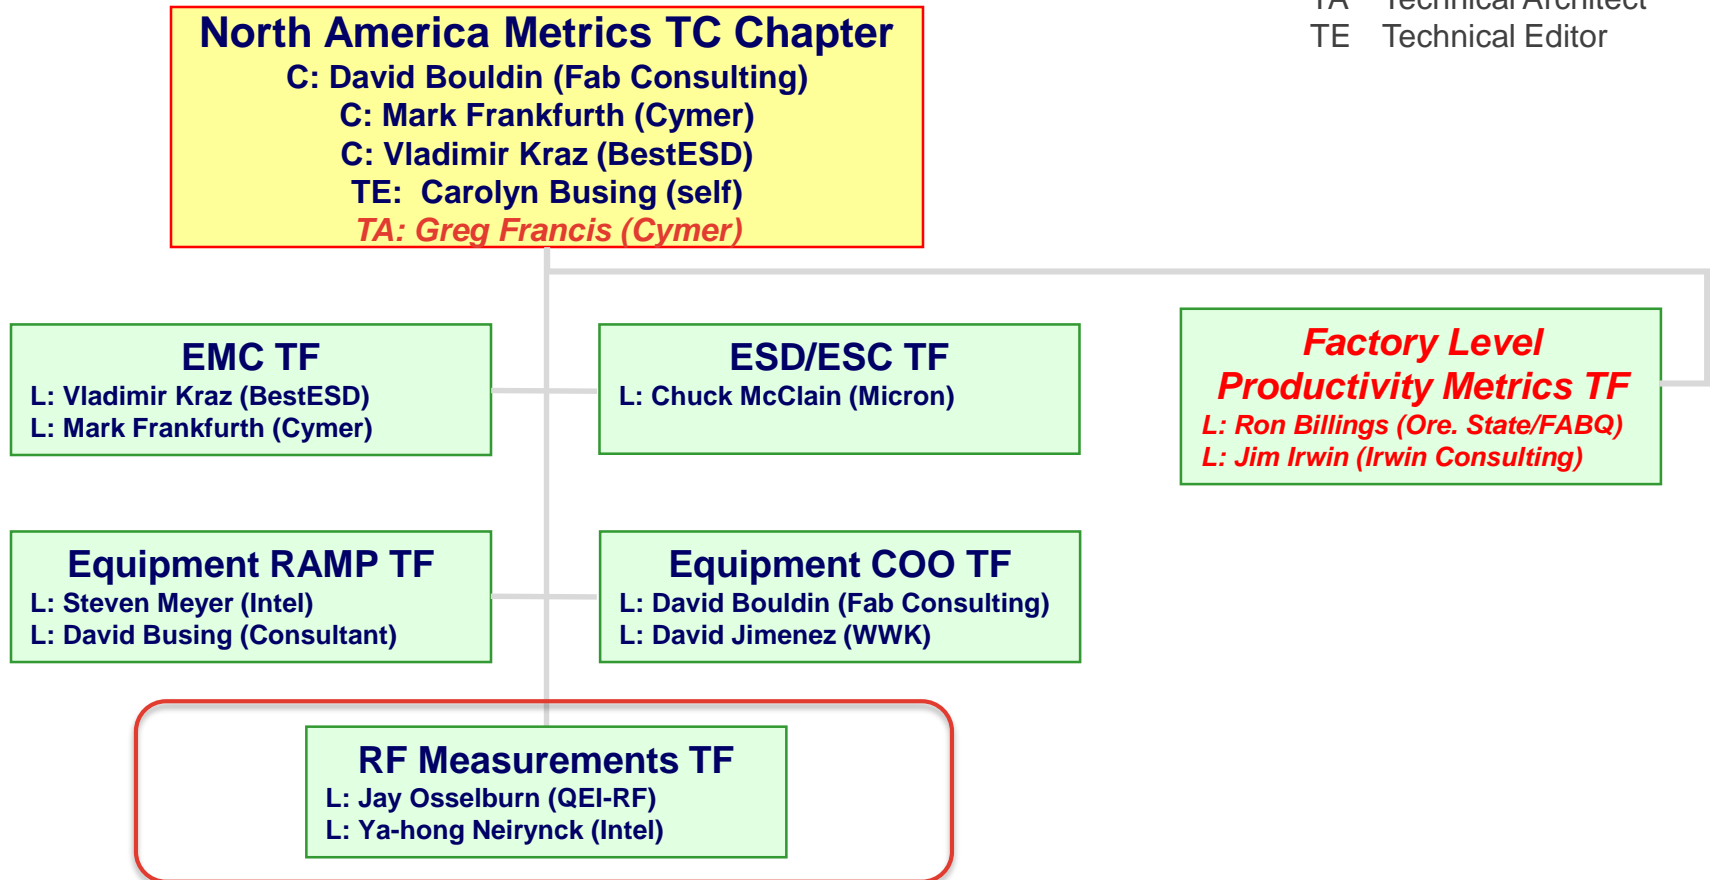 TA Technical Architect
TE Technical Editor
North America Metrics TC Chapter
C: David Bouldin (Fab Consulting)
C: Mark Frankfurth (Cymer)
C: Vladimir Kraz (BestESD)
TE: Carolyn Busing (self)
TA: Greg Francis (Cymer)
EMC TF
L: Vladimir Kraz (BestESD)
L: Mark Frankfurth (Cymer)
ESD/ESC TF
L: Chuck McClain (Micron)
Factory Level
Productivity Metrics TF
L: Ron Billings (Ore. State/FABQ)
L: Jim Irwin (Irwin Consulting)
Equipment RAMP TF
L: Steven Meyer (Intel)
L: David Busing (Consultant)
Equipment COO TF
L: David Bouldin (Fab Consulting)
L: David Jimenez (WWK)
RF Measurements TF
L: Jay Osselburn (QEI-RF)
L: Ya-hong Neirynck (Intel)